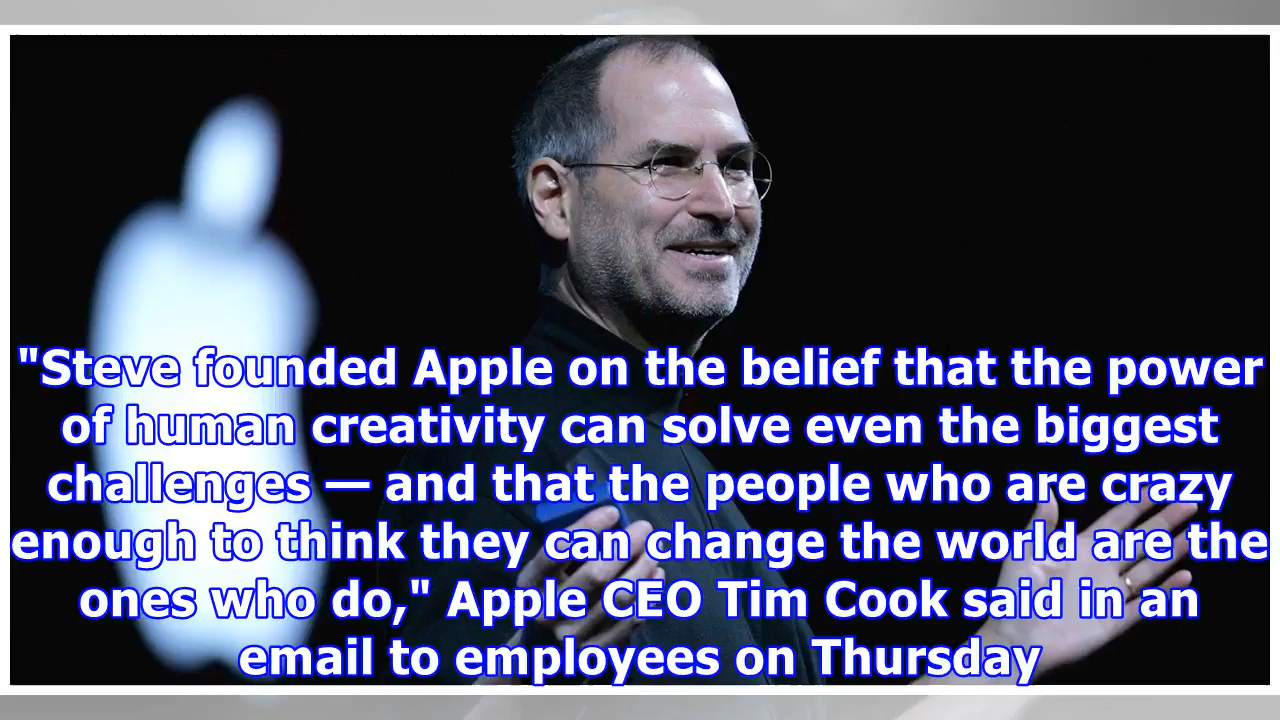 "Steve founded Apple on the belief that the power
of human creativity can solve even the biggest
challenges — and that the people who are crazy
enough to think they can change the world are the
ones who do," Apple CEO Tim Cook said in an
email to employees on Thursday